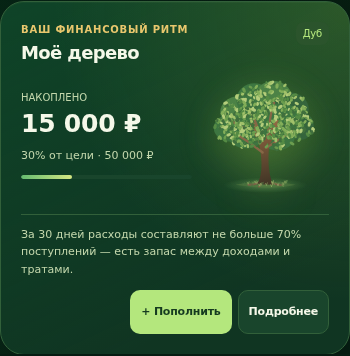 ВАШ ФИНАНСОВЫЙ РИТМ
Моё дерево
Дуб
НАКОПЛЕНО
15 000 ₽
30% от цели · 50 000 ₽
За 30 дней расходы составляют не больше 70%
поступлений — есть запас между доходами и
тратами.
+ Пополнить
Подробнее